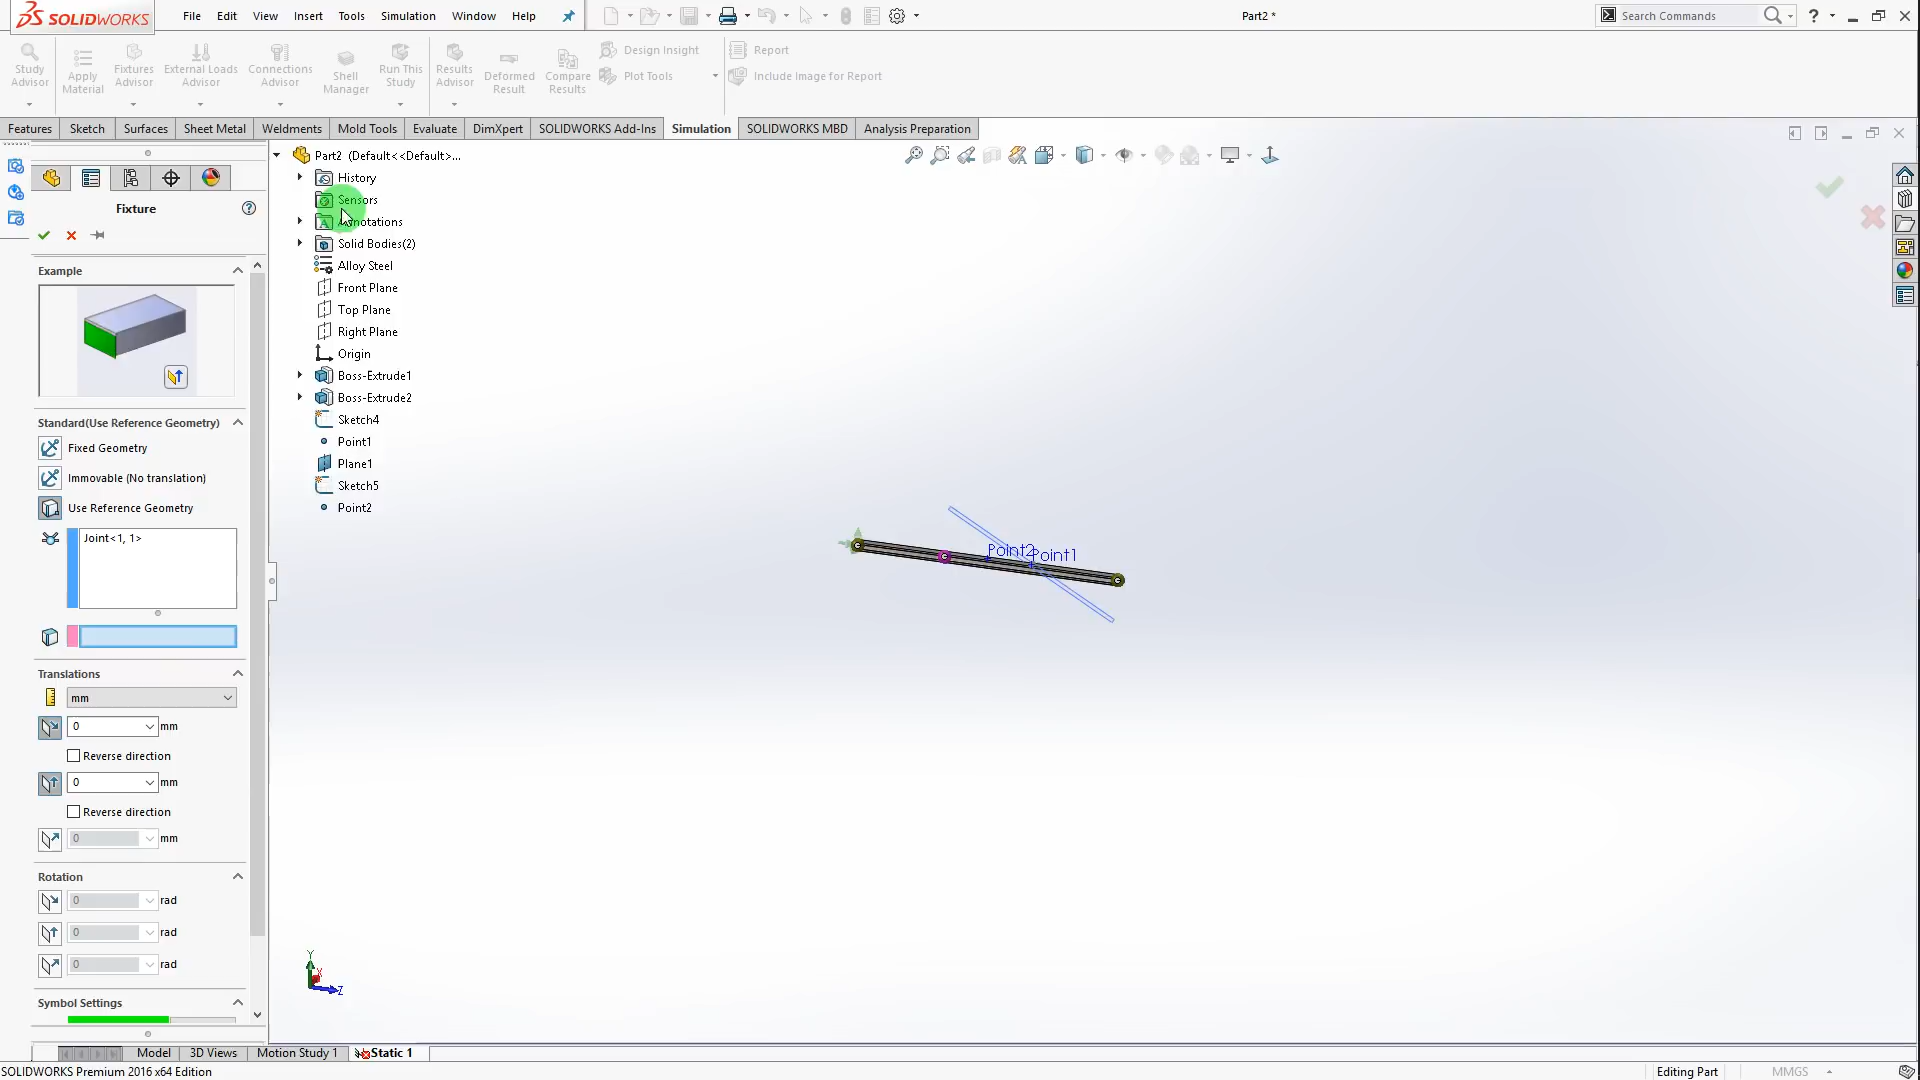 SOLIDWORKS
File Edit View Insert Tools Simulation Window Help
Part2 *
Search Commands
Study Advisor
Apply Material
Fixtures Advisor
External Loads Advisor
Connections Advisor
Shell Manager
Run This Study
Results Advisor
Deformed Result
Compare Results
Design Insight
Plot Tools
Report
Include Image for Report
Features Sketch Surfaces Sheet Metal Weldments Mold Tools Evaluate DimXpert SOLIDWORKS Add-Ins Simulation SOLIDWORKS MBD Analysis Preparation
Fixture
Example
Standard(Use Reference Geometry)
Fixed Geometry
Immovable (No translation)
Use Reference Geometry
Joint<1, 1>
Translations
mm
0 mm
Reverse direction
0 mm
Reverse direction
0 mm
Rotation
0 rad
0 rad
0 rad
Symbol Settings
Part2 (Default<<Default>...
History
Sensors
Annotations
Solid Bodies(2)
Alloy Steel
Front Plane
Top Plane
Right Plane
Origin
Boss-Extrude1
Boss-Extrude2
Sketch4
Point1
Plane1
Sketch5
Point2
Point2
Point1
Y
X
Z
Model 3D Views Motion Study 1 Static 1
SOLIDWORKS Premium 2016 x64 Edition
Editing Part
MMGS